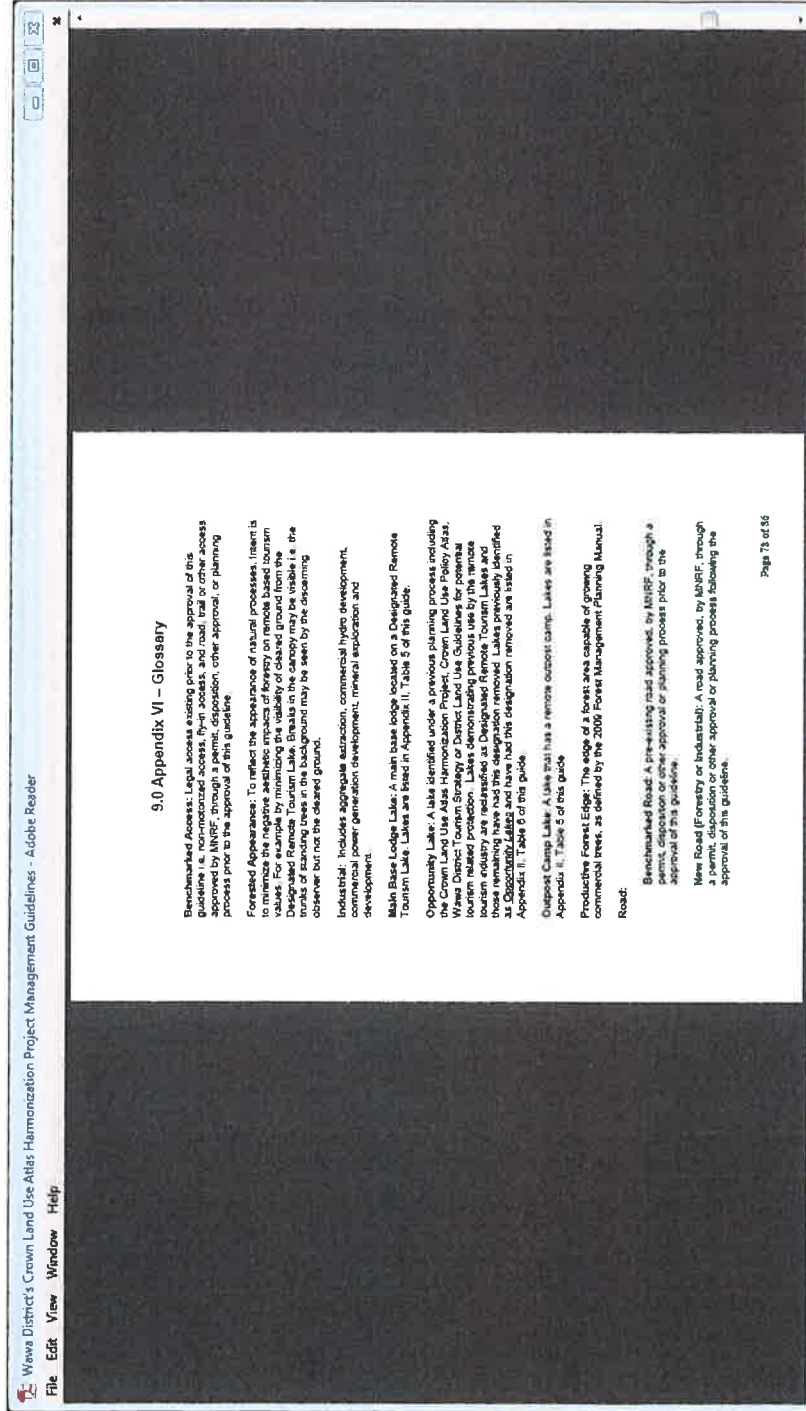 Wawa District's Crown Land Use Atlas Harmonization Project Management Guidelines - Adobe Reader
File Edit View Window Help
9.0 Appendix VI – Glossary
Benchmarked Access: Legal access existing prior to the approval of this
guideline i.e. non-motorized access, fly-in access, and road, trail or other access
approved by MNRF, through a permit, disposition, other approval, or planning
process prior to the approval of this guideline.
Forested Appearance: To reflect the appearance of natural processes. Intent is
to minimize the negative aesthetic impacts of forestry on remote based tourism
values. For example by minimizing the visibility of cleared ground from the
Designated Remote Tourism Lake. Breaks in the canopy may be visible i.e. the
trunks of standing trees in the background may be seen by the discerning
observer but not the cleared ground.
Industrial: Includes aggregate extraction, commercial hydro development,
commercial power generation development, mineral exploration and
development.
Main Base Lodge Lake: A main base lodge located on a Designated Remote
Tourism Lake. Lakes are listed in Appendix II, Table 5 of this guide.
Opportunity Lake: A lake identified under a previous planning process including
the Crown Land Use Atlas Harmonization Project, Crown Land Use Policy Atlas,
Wawa District Tourism Strategy or District Land Use Guidelines for potential
tourism related protection. Lakes demonstrating previous use by the remote
tourism industry are reclassified as Designated Remote Tourism Lakes and
those remaining have had this designation removed. Lakes previously identified
as Opportunity Lakes and have had this designation removed are listed in
Appendix II, Table 6 of this guide.
Outpost Camp Lake: A lake that has a remote outpost camp. Lakes are listed in
Appendix II, Table 5 of this guide
Productive Forest Edge: The edge of a forest area capable of growing
commercial trees, as defined by the 2009 Forest Management Planning Manual.
Road:
Benchmarked Road: A pre-existing road approved, by MNRF, through a
permit, disposition or other approval or planning process prior to the
approval of this guideline.
New Road (Forestry or Industrial): A road approved, by MNRF, through
a permit, disposition or other approval or planning process following the
approval of this guideline.
Page 78 of 86